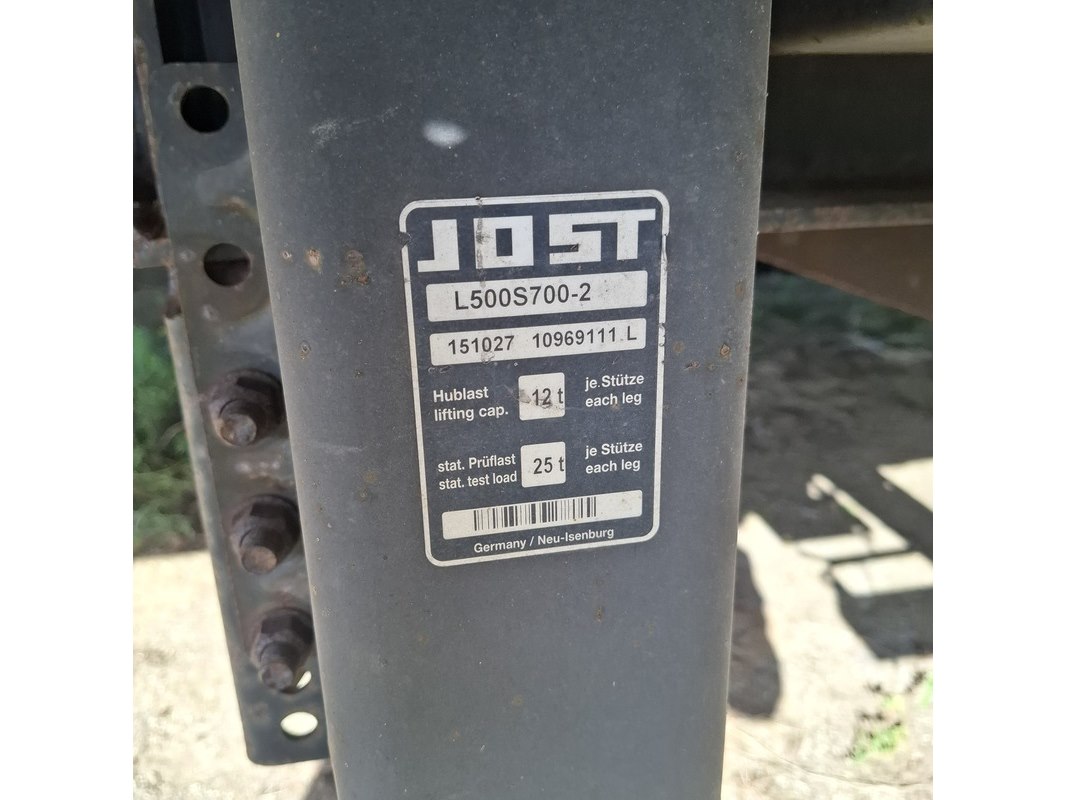 JOST
L500S700-2
151027 10969111 L
Hublast 12 t je Stütze
lifting cap. each leg
stat. Prüflast 25 t je Stütze
stat. test load each leg
Germany / Neu-Isenburg